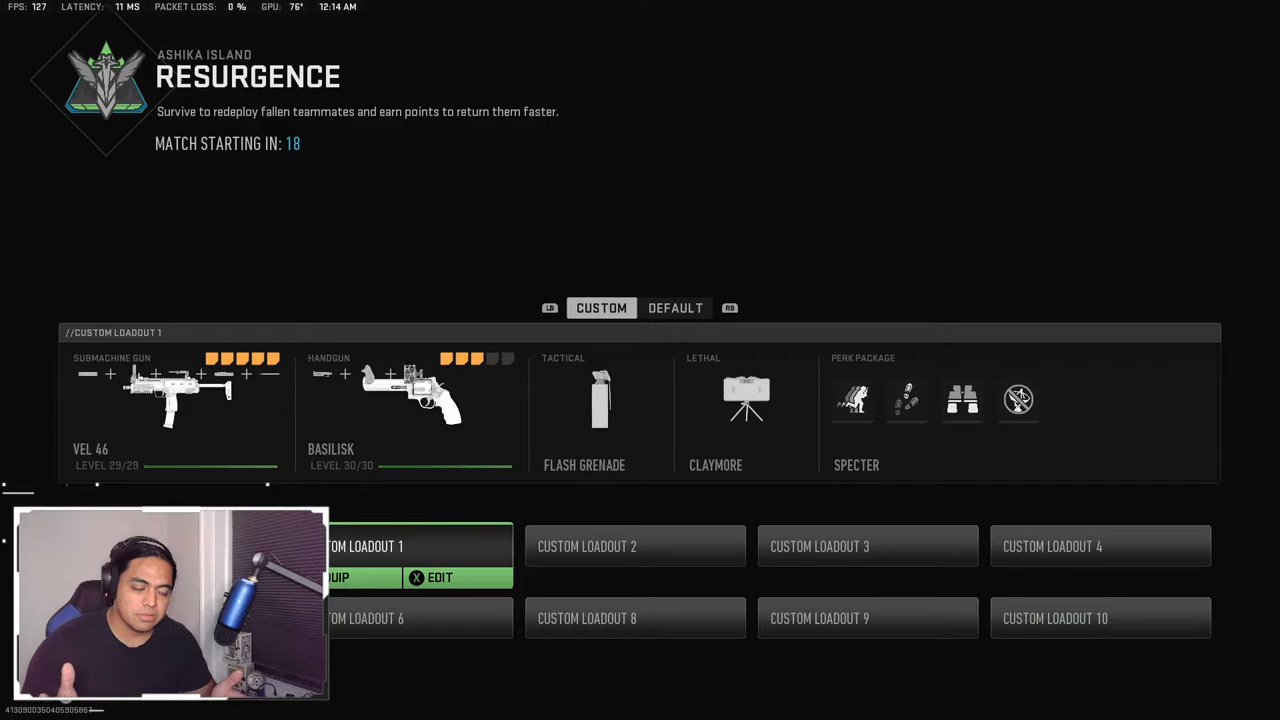 FPS: 127 LATENCY: 11 MS PACKET LOSS: 0 % GPU: 76° 12:14 AM
ASHIKA ISLAND
RESURGENCE
Survive to redeploy fallen teammates and earn points to return them faster.
MATCH STARTING IN: 18
LB CUSTOM DEFAULT RB
//CUSTOM LOADOUT 1
SUBMACHINE GUN HANDGUN TACTICAL LETHAL PERK PACKAGE
VEL 46 BASILISK FLASH GRENADE CLAYMORE SPECTER
LEVEL 29/29 LEVEL 30/30
TOM LOADOUT 1 CUSTOM LOADOUT 2 CUSTOM LOADOUT 3 CUSTOM LOADOUT 4
UIP X EDIT
TOM LOADOUT 6 CUSTOM LOADOUT 8 CUSTOM LOADOUT 9 CUSTOM LOADOUT 10